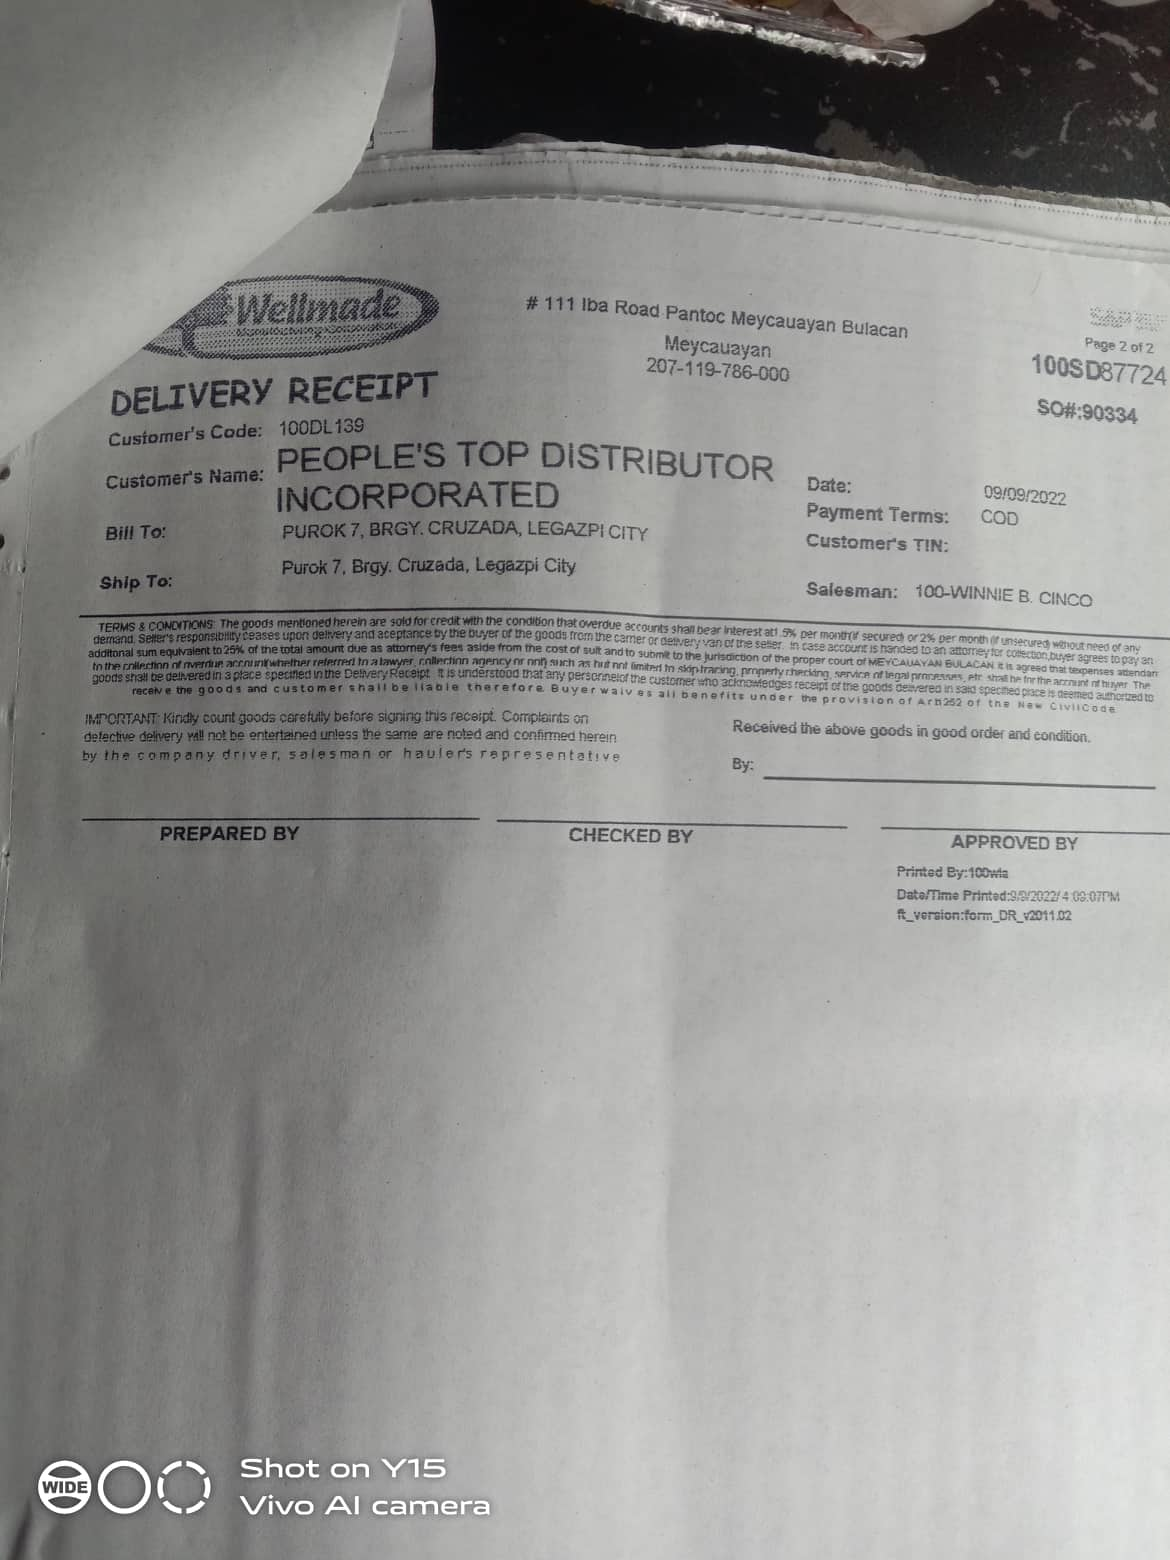 Wellmade
# 111 Iba Road Pantoc Meycauayan Bulacan
Meycauayan
207-119-786-000
Page 2 of 2
100SD87724
SO#:90334
DELIVERY RECEIPT
Customer's Code: 100DL139
Customer's Name: PEOPLE'S TOP DISTRIBUTOR
INCORPORATED
Bill To: PUROK 7, BRGY. CRUZADA, LEGAZPI CITY
Ship To: Purok 7, Brgy. Cruzada, Legazpi City
Date: 09/09/2022
Payment Terms: COD
Customer's TIN:
Salesman: 100-WINNIE B. CINCO
TERMS & CONDITIONS: The goods mentioned herein are sold for credit with the condition that overdue accounts shall bear interest at1.5% per month(if secured) or 2% per month (if unsecured) without need of any
demand. Seller's responsibility ceases upon delivery and aceptance by the buyer of the goods from the carrier or delivery van of the seller. In case account is handed to an attorney for collection,buyer agrees to pay an
additonal sum equivalent to 25% of the total amount due as attorney's fees aside from the cost of suit and to submit to the jurisdiction of the proper court of MEYCAUAYAN BULACAN it is agreed that texpenses attendan
to the collection of overdue account(whether referred to a lawyer, collection agency or not) such as but not limited to skip-tracing, property checking, service of legal processes, etc. shall be for the account of buyer. The
goods shall be delivered in a place specified in the Delivery Receipt. It is understood that any personnelof the customer who acknowledges receipt of the goods delivered in said specified place is deemed authorized to
receive the goods and customer shall be liable therefore. Buyer waives all benefits under the provision of Art1262 of the New CivilCode
IMPORTANT: Kindly count goods carefully before signing this receipt. Complaints on
defective delivery will not be entertained unless the same are noted and confirmed herein
by the company driver, salesman or hauler's representative
Received the above goods in good order and condition.
By:
PREPARED BY
CHECKED BY
APPROVED BY
Printed By:100wla
Date/Time Printed:9/9/2022/ 4:09:07PM
ft_version:form_DR_v2011.02
WIDE
Shot on Y15
Vivo AI camera